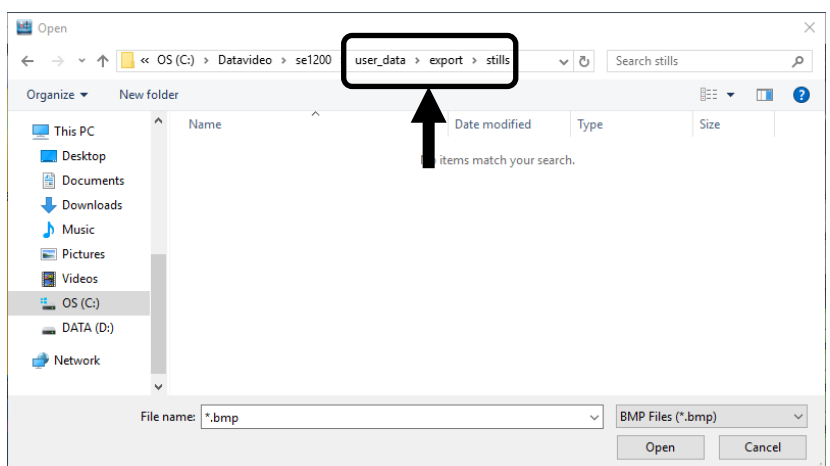 Open
« OS (C:) › Datavideo › se1200 user_data › export › stills
Search stills
Organize New folder
Name Date modified Type Size
items match your search.
This PC
Desktop
Documents
Downloads
Music
Pictures
Videos
OS (C:)
DATA (D:)
Network
File name: *.bmp BMP Files (*.bmp)
Open Cancel